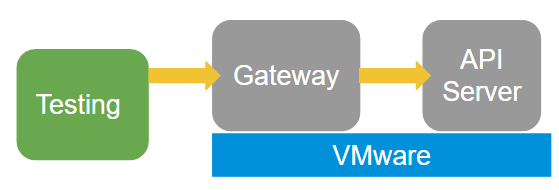 Testing
Gateway
API
Server
VMware